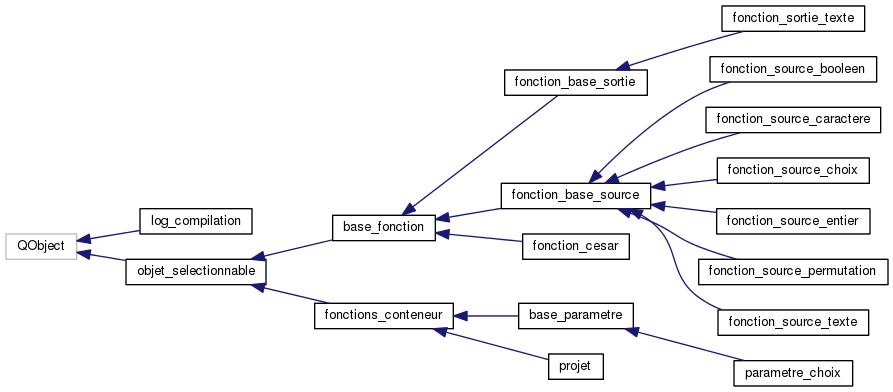 fonction_sortie_texte
fonction_source_booleen
fonction_base_sortie
fonction_source_caractere
fonction_source_choix
fonction_base_source
log_compilation
fonction_source_entier
base_fonction
QObject
fonction_cesar
objet_selectionnable
fonction_source_permutation
fonctions_conteneur
base_parametre
fonction_source_texte
projet
parametre_choix